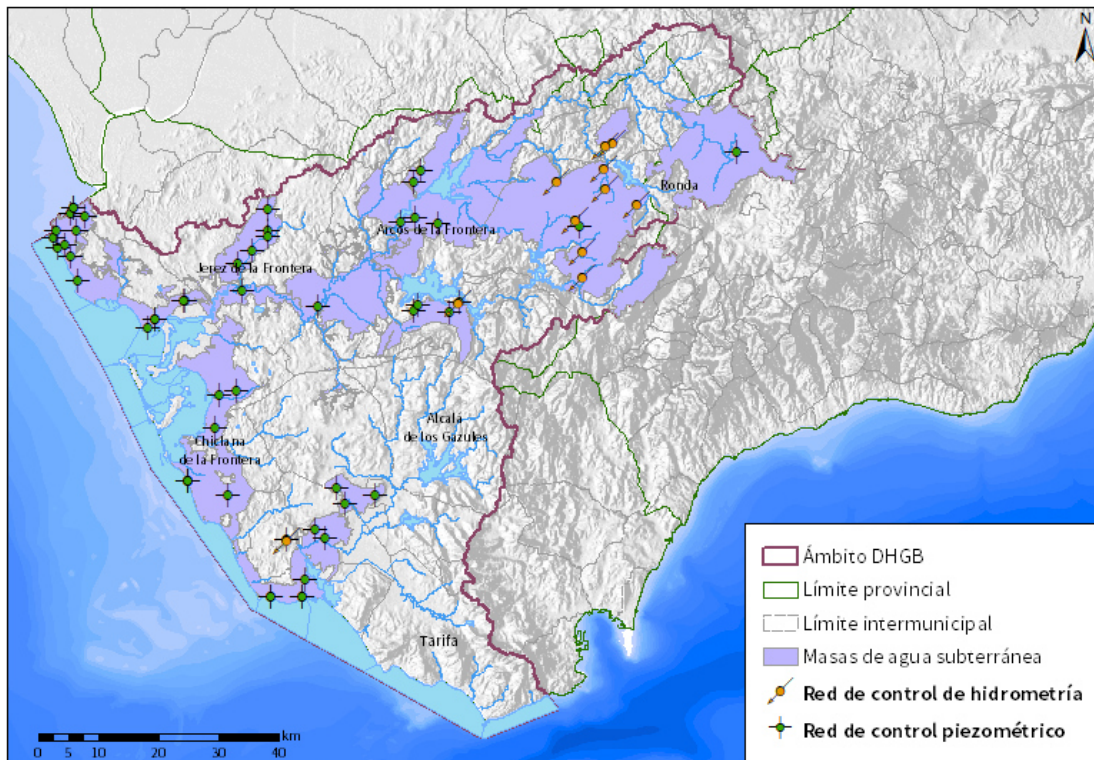 N
Ronda
Arcos de la Frontera
Jerez de la Frontera
Alcalá
de los Gazules
Chiclana
de la Frontera
Tarifa
km
0 5 10 20 30 40
Ámbito DHGB
Límite provincial
Límite intermunicipal
Masas de agua subterránea
Red de control de hidrometría
Red de control piezométrico